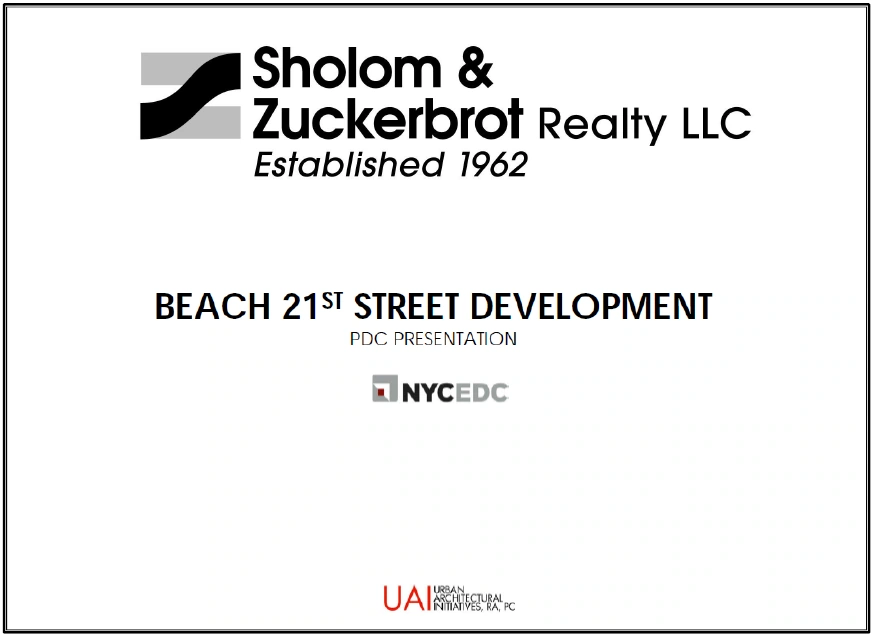 Sholom &
Zuckerbrot Realty LLC
Established 1962
BEACH 21ST STREET DEVELOPMENT
PDC PRESENTATION
NYCEDC
UAI URBAN
ARCHITECTURAL
INITIATIVES, RA, PC